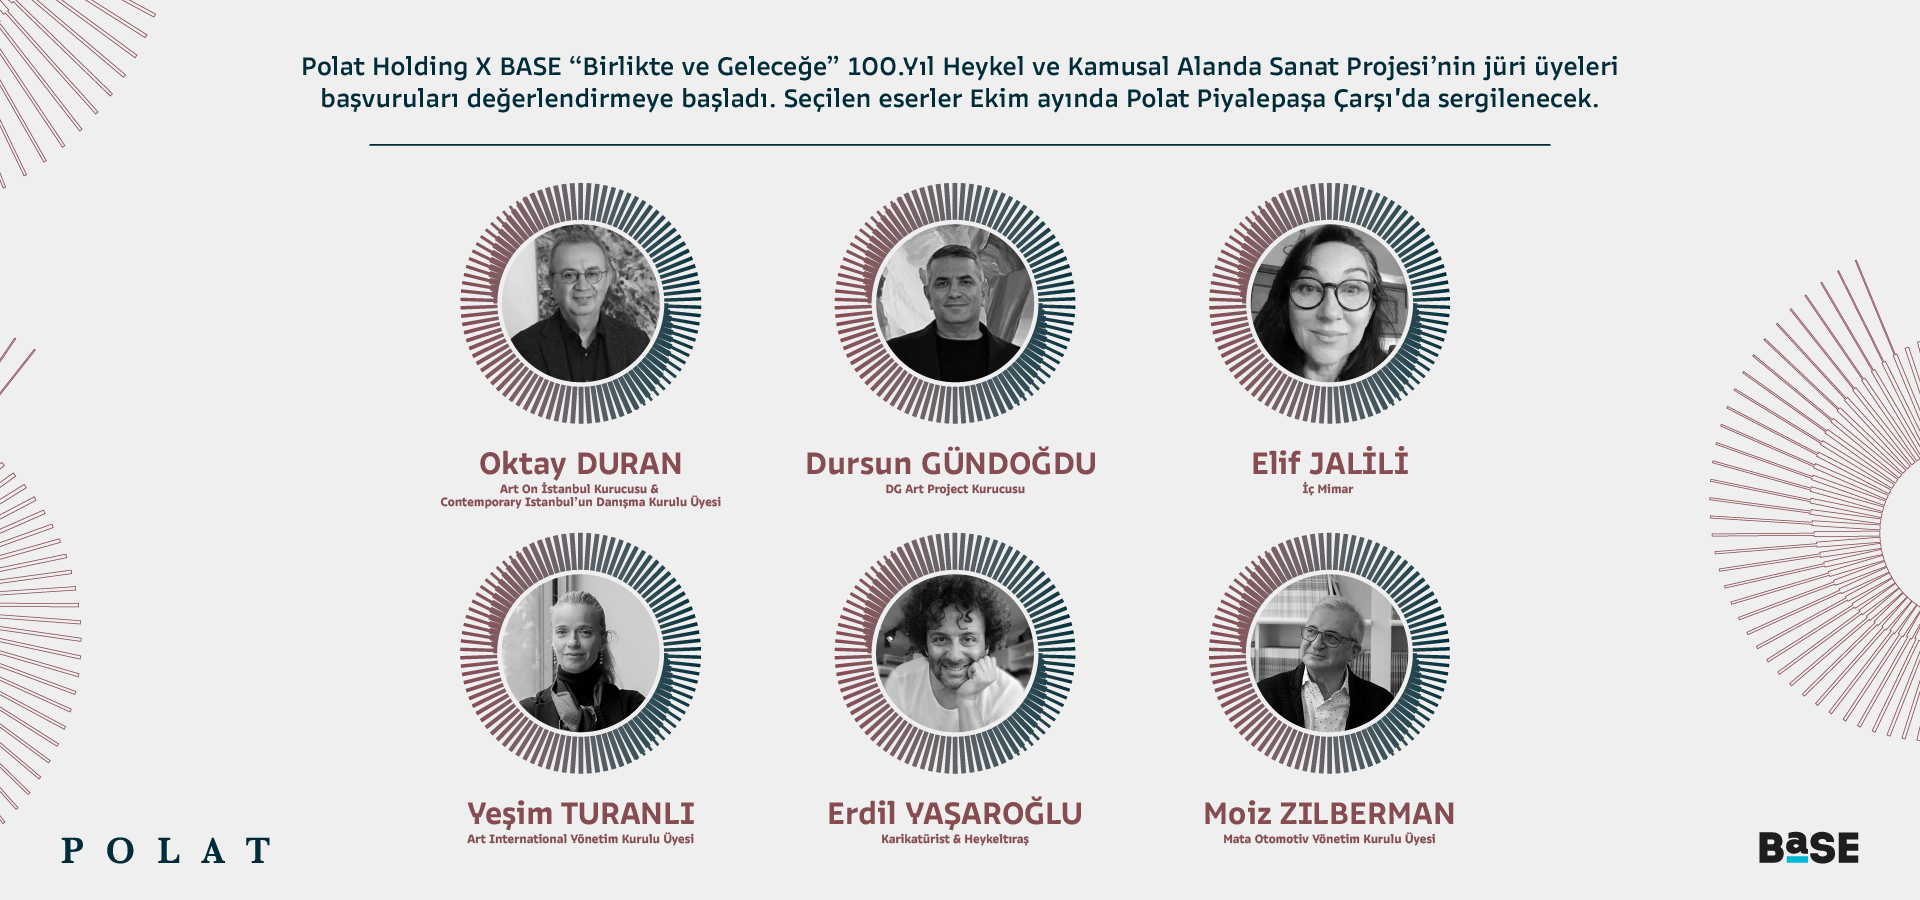 Polat Holding X BASE “Birlikte ve Geleceğe” 100.Yıl Heykel ve Kamusal Alanda Sanat Projesi’nin jüri üyeleri
başvuruları değerlendirmeye başladı. Seçilen eserler Ekim ayında Polat Piyalepaşa Çarşı'da sergilenecek.
Oktay DURAN
Art On İstanbul Kurucusu &
Contemporary Istanbul’un Danışma Kurulu Üyesi
Dursun GÜNDOĞDU
DG Art Project Kurucusu
Elif JALİLİ
İç Mimar
Yeşim TURANLI
Art International Yönetim Kurulu Üyesi
Erdil YAŞAROĞLU
Karikatürist & Heykeltıraş
Moiz ZILBERMAN
Mata Otomotiv Yönetim Kurulu Üyesi
POLAT
BaSE